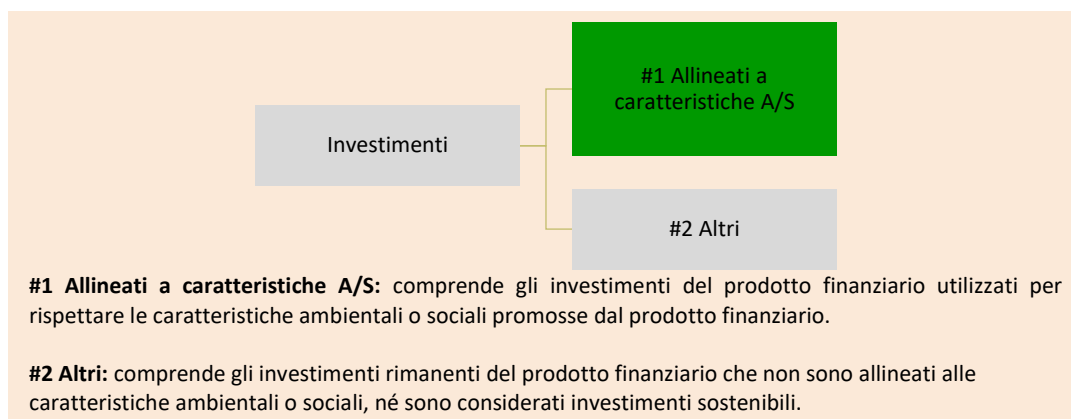 #1 Allineati a
caratteristiche A/S
Investimenti
#2 Altri
#1 Allineati a caratteristiche A/S: comprende gli investimenti del prodotto finanziario utilizzati per
rispettare le caratteristiche ambientali o sociali promosse dal prodotto finanziario.
#2 Altri: comprende gli investimenti rimanenti del prodotto finanziario che non sono allineati alle
caratteristiche ambientali o sociali, né sono considerati investimenti sostenibili.